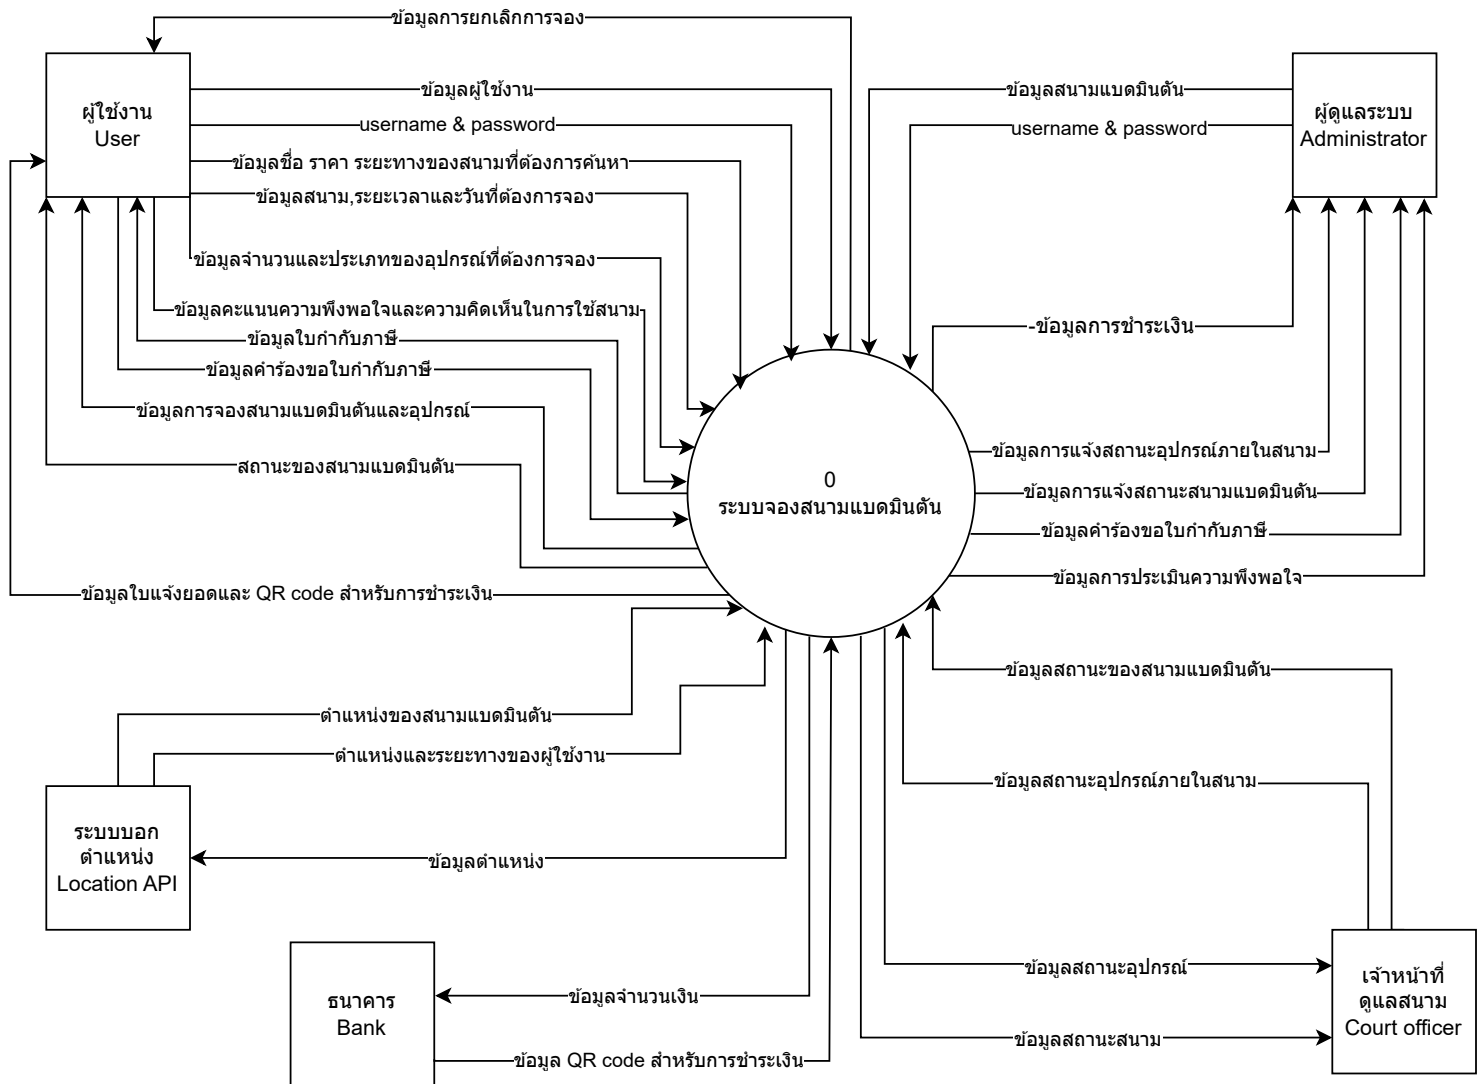 ข้อมูลการยกเลิกการจอง
ผู้ใช้งาน
User
ข้อมูลผู้ใช้งาน
username & password
ข้อมูลชื่อ ราคา ระยะทางของสนามที่ต้องการค้นหา
ข้อมูลสนาม,ระยะเวลาและวันที่ต้องการจอง
ข้อมูลจำนวนและประเภทของอุปกรณ์ที่ต้องการจอง
ข้อมูลคะแนนความพึงพอใจและความคิดเห็นในการใช้สนาม
ข้อมูลใบกำกับภาษี
ข้อมูลคำร้องขอใบกำกับภาษี
ข้อมูลการจองสนามแบดมินตันและอุปกรณ์
สถานะของสนามแบดมินตัน
ข้อมูลใบแจ้งยอดและ QR code สำหรับการชำระเงิน
ข้อมูลสนามแบดมินตัน
username & password
ผู้ดูแลระบบ
Administrator
-ข้อมูลการชำระเงิน
ข้อมูลการแจ้งสถานะอุปกรณ์ภายในสนาม
ข้อมูลการแจ้งสถานะสนามแบดมินตัน
ข้อมูลคำร้องขอใบกำกับภาษี
ข้อมูลการประเมินความพึงพอใจ
0
ระบบจองสนามแบดมินตัน
ตำแหน่งของสนามแบดมินตัน
ตำแหน่งและระยะทางของผู้ใช้งาน
ระบบบอก
ตำแหน่ง
Location API
ข้อมูลตำแหน่ง
ธนาคาร
Bank
ข้อมูลจำนวนเงิน
ข้อมูล QR code สำหรับการชำระเงิน
ข้อมูลสถานะของสนามแบดมินตัน
ข้อมูลสถานะอุปกรณ์ภายในสนาม
ข้อมูลสถานะอุปกรณ์
ข้อมูลสถานะสนาม
เจ้าหน้าที่
ดูแลสนาม
Court officer